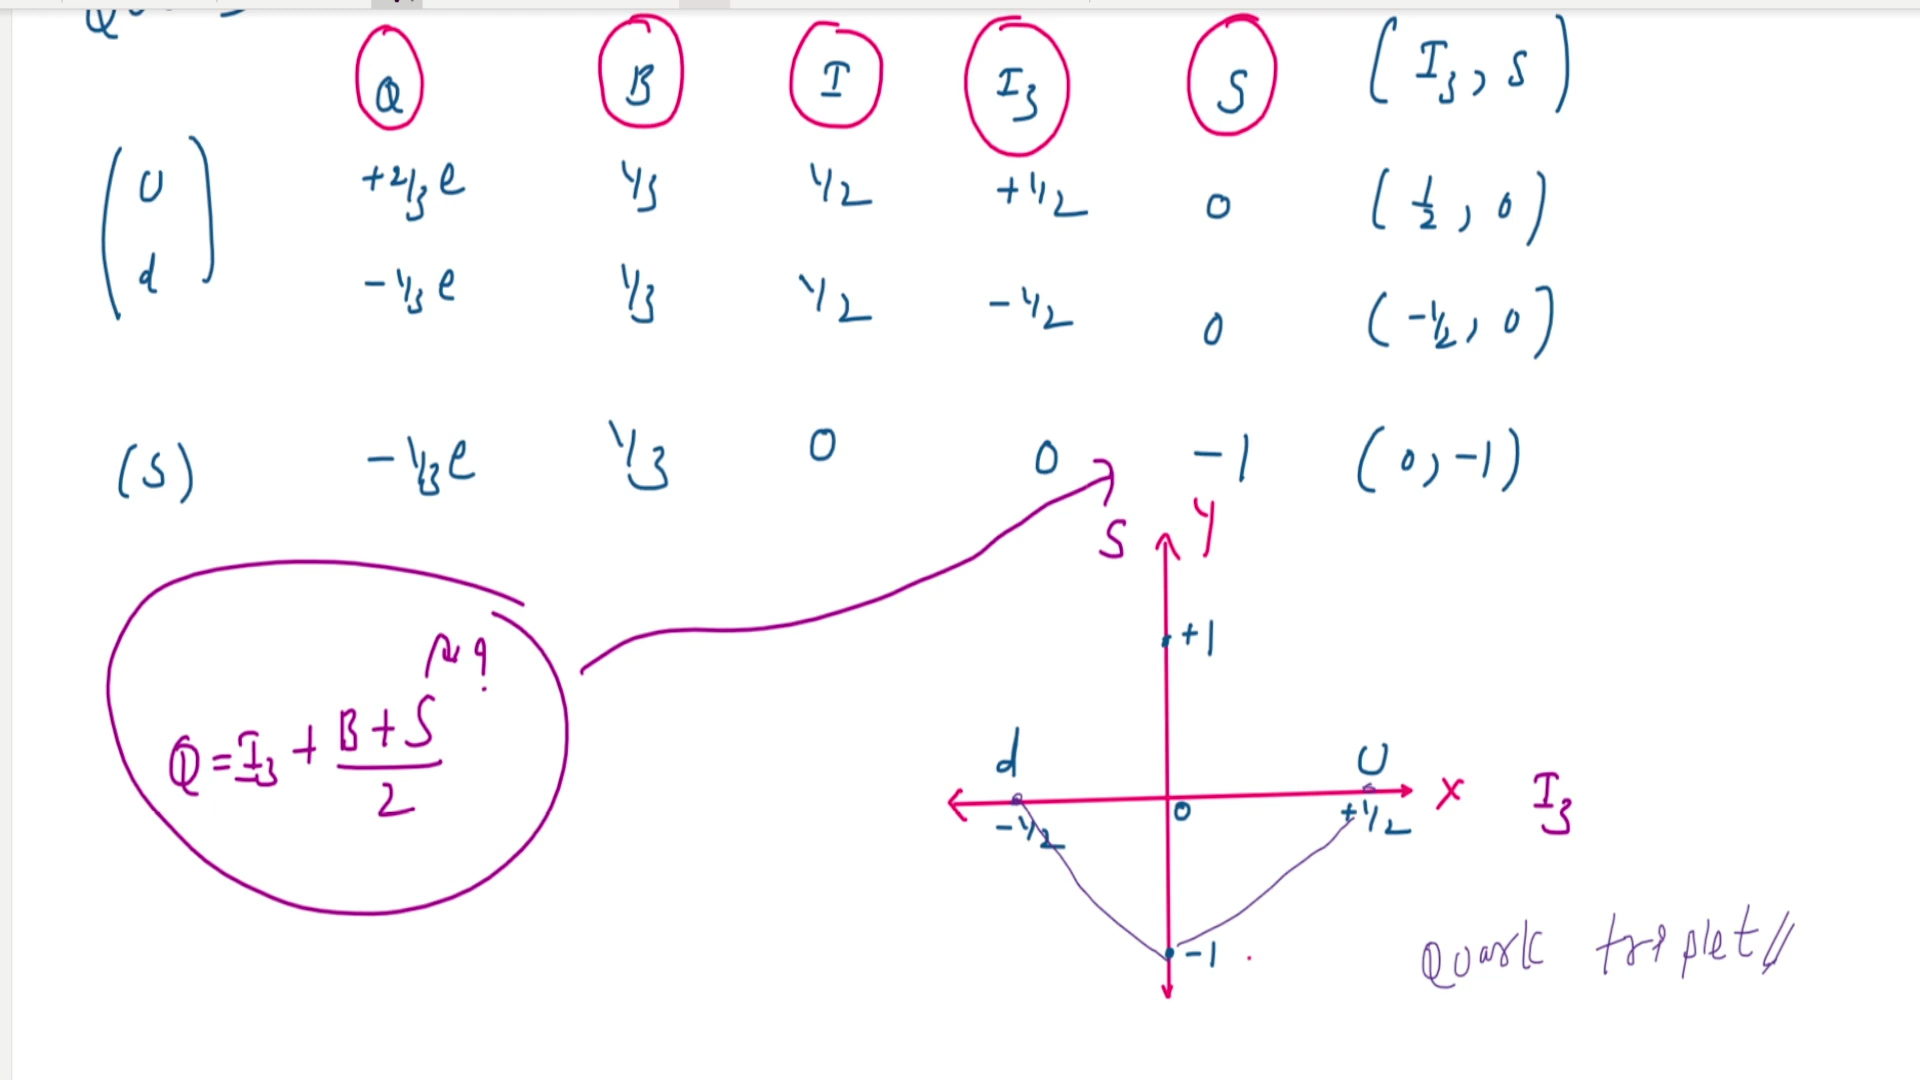 Q B I I₃ S (I₃, S)
U +2/3 e 1/3 1/2 +1/2 0 (1/2, 0)
d -1/3 e 1/3 1/2 -1/2 0 (-1/2, 0)
(S) -1/3 e 1/3 0 0 -1 (0, -1)
S y
+1
Q = I₃ + (B + S)/2
d U
x I₃
-1/2 0 +1/2
-1
Quark triplet //